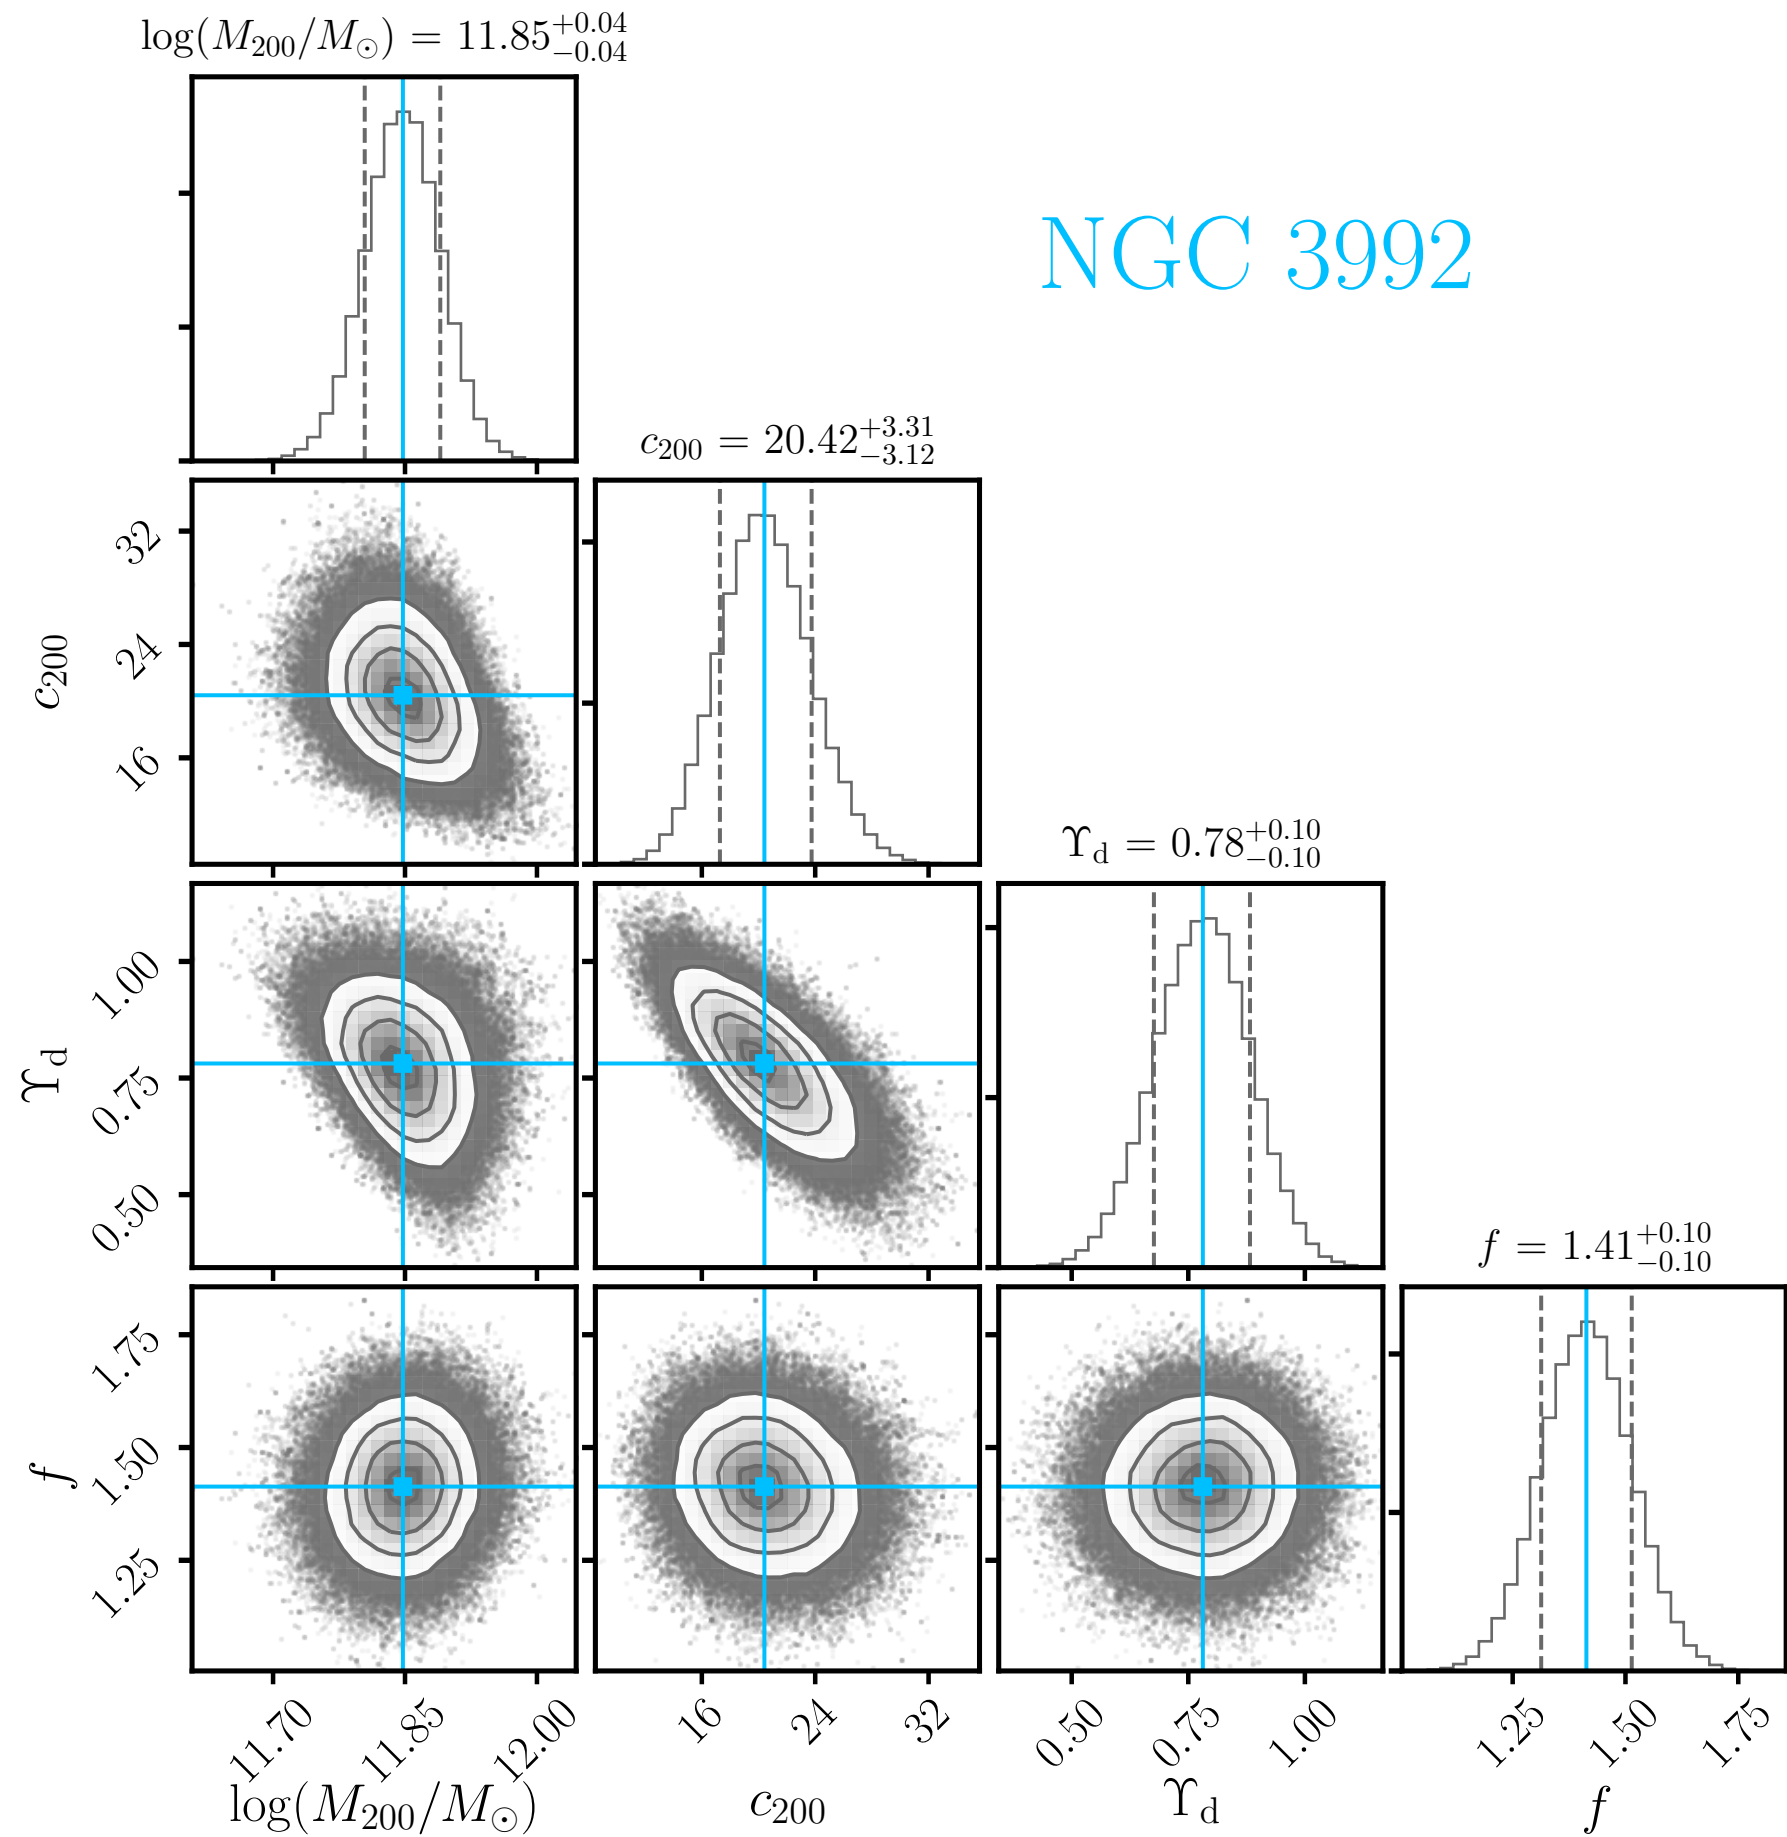 log(M₂₀₀/M⊙) = 11.85⁺⁰·⁰⁴₋₀.₀₄
NGC 3992
c₂₀₀ = 20.42⁺³·³¹₋₃.₁₂
32
24
16
c₂₀₀
ϒ_d = 0.78⁺⁰·¹⁰₋₀.₁₀
1.00
0.75
0.50
ϒ_d
f = 1.41⁺⁰·¹⁰₋₀.₁₀
1.75
1.50
1.25
f
11.70 11.85 12.00 16 24 32 0.50 0.75 1.00 1.25 1.50 1.75
log(M₂₀₀/M⊙) c₂₀₀ ϒ_d f